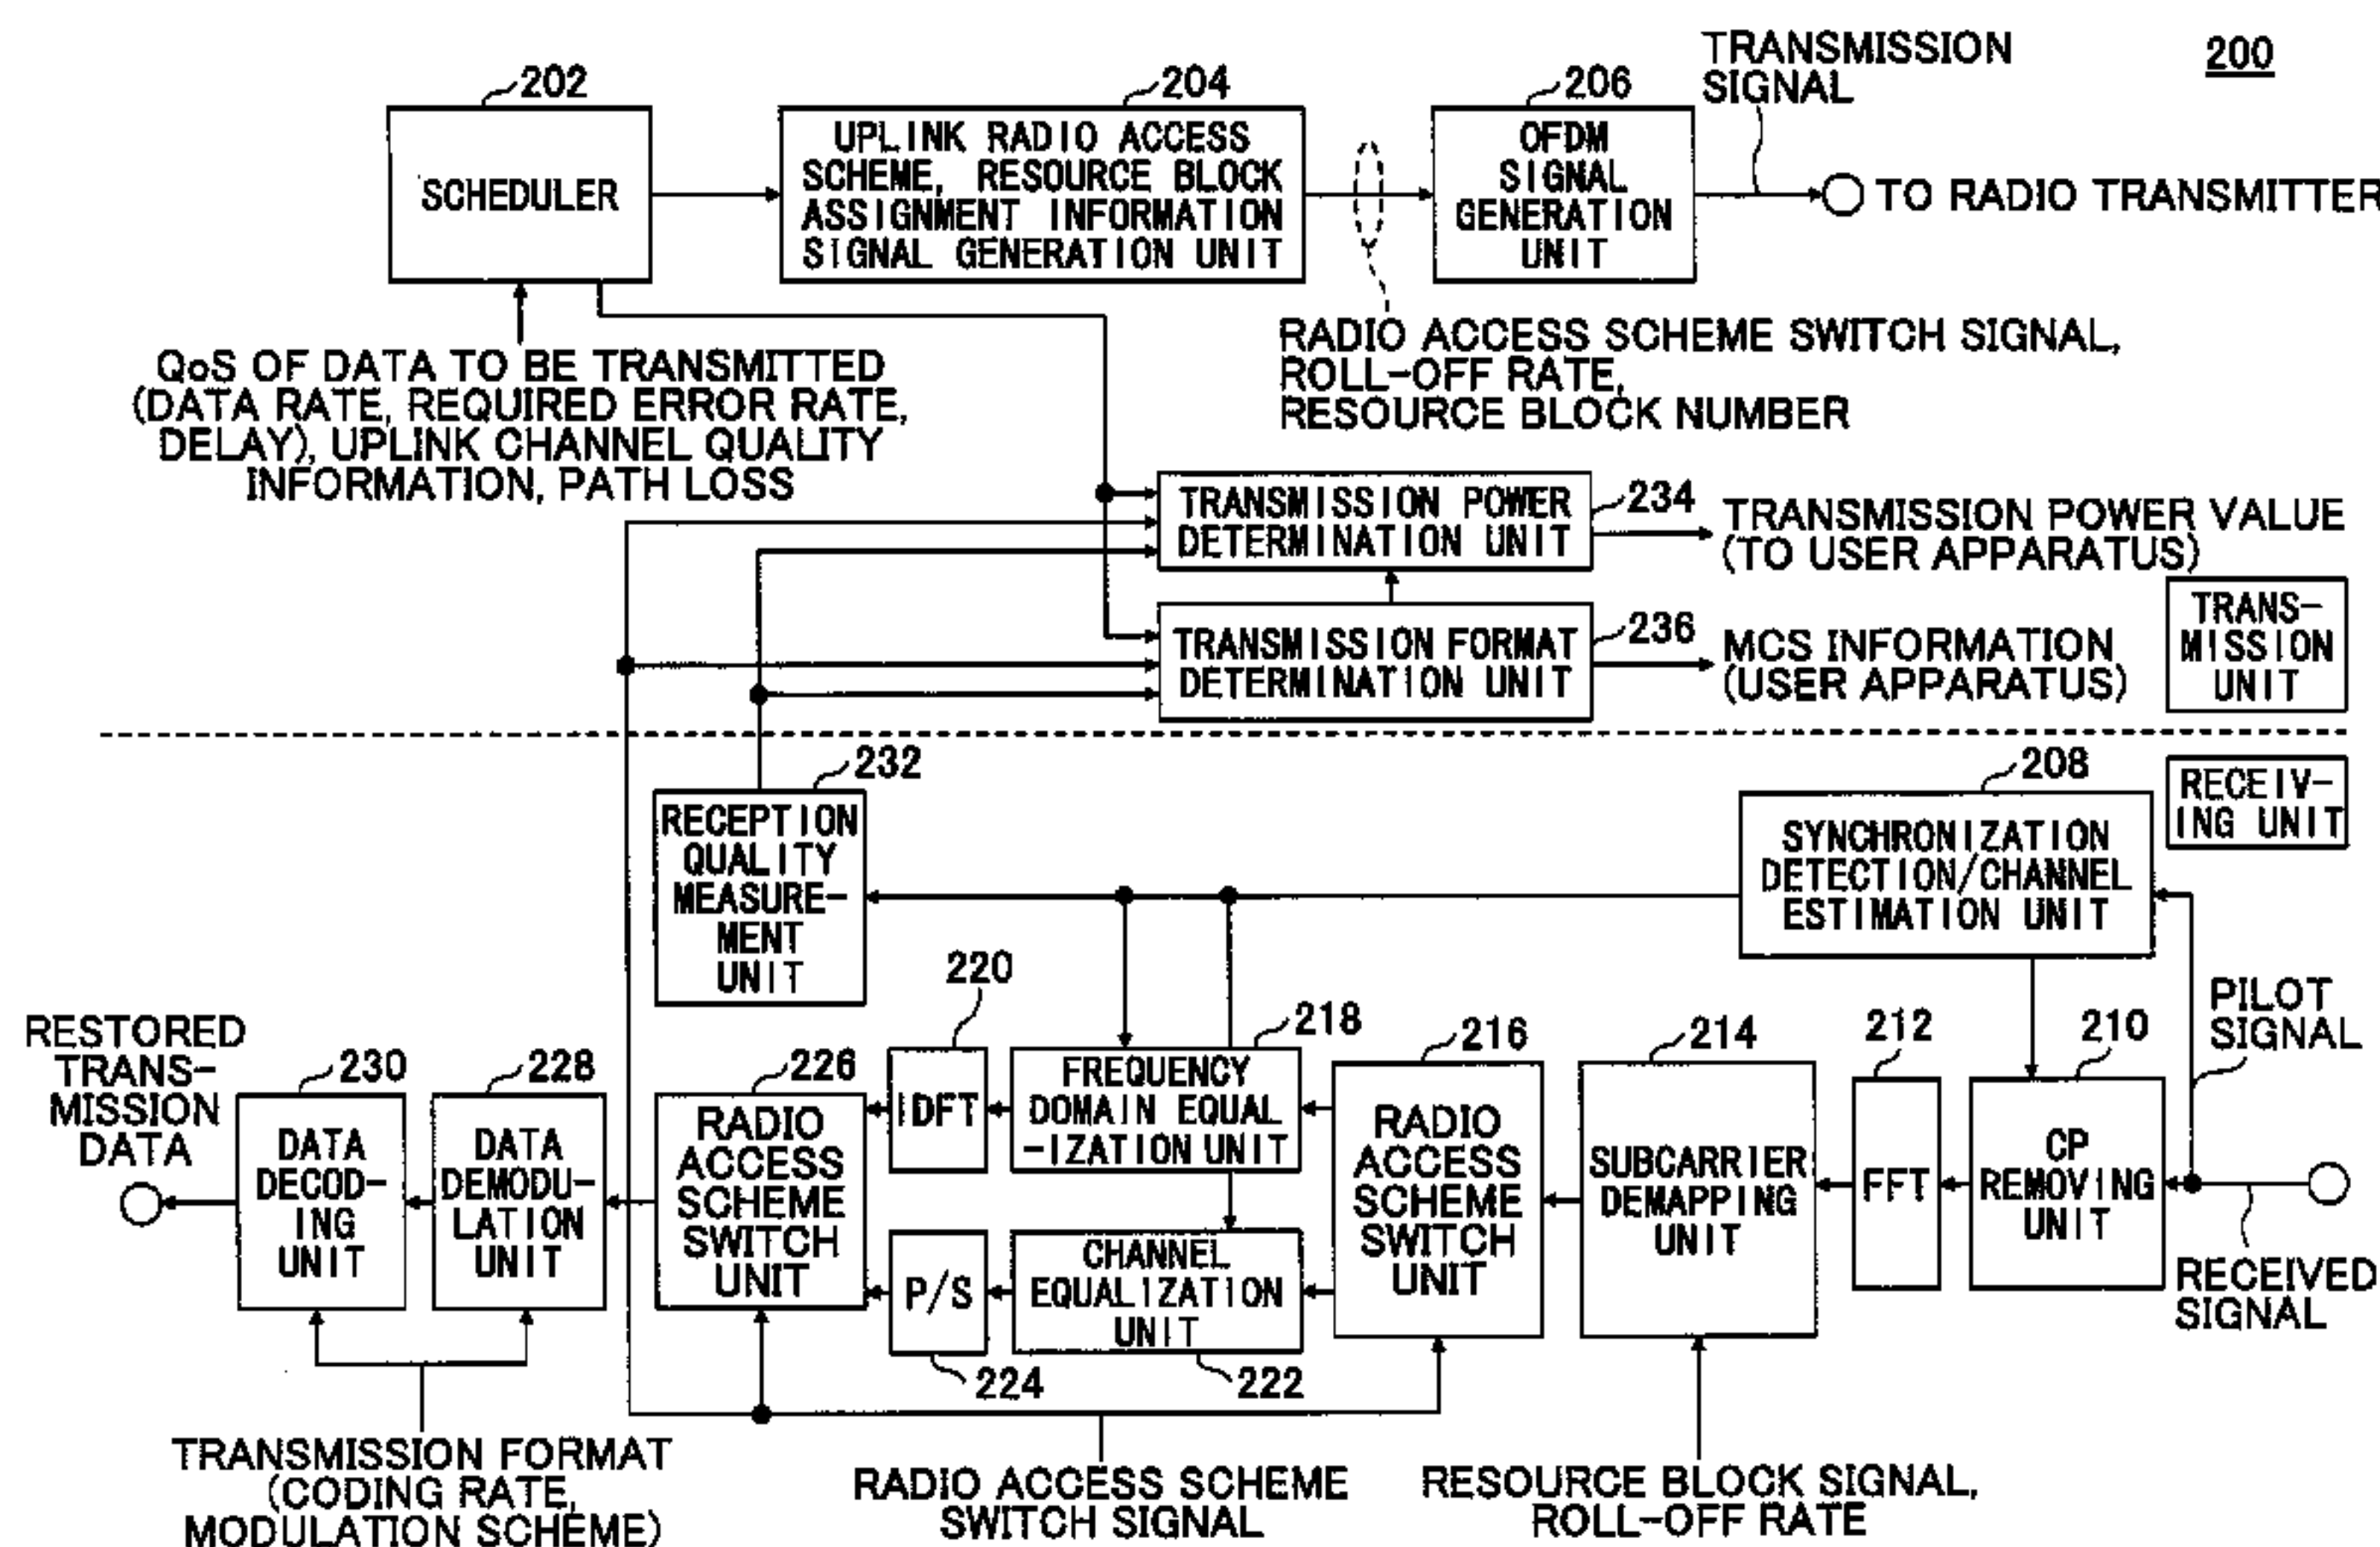 200
202
SCHEDULER
204
UPLINK RADIO ACCESS
SCHEME, RESOURCE BLOCK
ASSIGNMENT INFORMATION
SIGNAL GENERATION UNIT
206
OFDM
SIGNAL
GENERATION
UNIT
TRANSMISSION
SIGNAL
TO RADIO TRANSMITTER
QoS OF DATA TO BE TRANSMITTED
(DATA RATE, REQUIRED ERROR RATE,
DELAY), UPLINK CHANNEL QUALITY
INFORMATION, PATH LOSS
RADIO ACCESS SCHEME SWITCH SIGNAL,
ROLL-OFF RATE,
RESOURCE BLOCK NUMBER
TRANSMISSION POWER
DETERMINATION UNIT
234
TRANSMISSION POWER VALUE
(TO USER APPARATUS)
TRANSMISSION FORMAT
DETERMINATION UNIT
236
MCS INFORMATION
(USER APPARATUS)
TRANS-
MISSION
UNIT
RECEIV-
ING UNIT
232
RECEPTION
QUALITY
MEASURE-
MENT
UNIT
208
SYNCHRONIZATION
DETECTION/CHANNEL
ESTIMATION UNIT
PILOT
SIGNAL
RESTORED
TRANS-
MISSION
DATA
230
DATA
DECOD-
ING
UNIT
228
DATA
DEMODU-
LATION
UNIT
226
RADIO
ACCESS
SCHEME
SWITCH
UNIT
220
IDFT
218
FREQUENCY
DOMAIN EQUAL
-IZATION UNIT
P/S
224
CHANNEL
EQUALIZATION
UNIT
222
216
RADIO
ACCESS
SCHEME
SWITCH
UNIT
214
SUBCARRIER
DEMAPPING
UNIT
212
FFT
210
CP
REMOVING
UNIT
RECEIVED
SIGNAL
TRANSMISSION FORMAT
(CODING RATE,
MODULATION SCHEME)
RADIO ACCESS SCHEME
SWITCH SIGNAL
RESOURCE BLOCK SIGNAL,
ROLL-OFF RATE